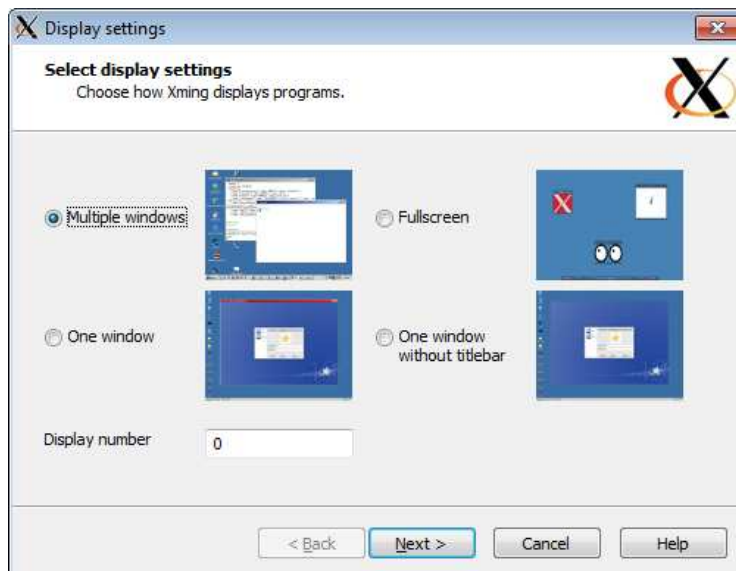 Display settings
Select display settings
Choose how Xming displays programs.
Multiple windows
Fullscreen
One window
One window
without titlebar
Display number
0
< Back
Next >
Cancel
Help